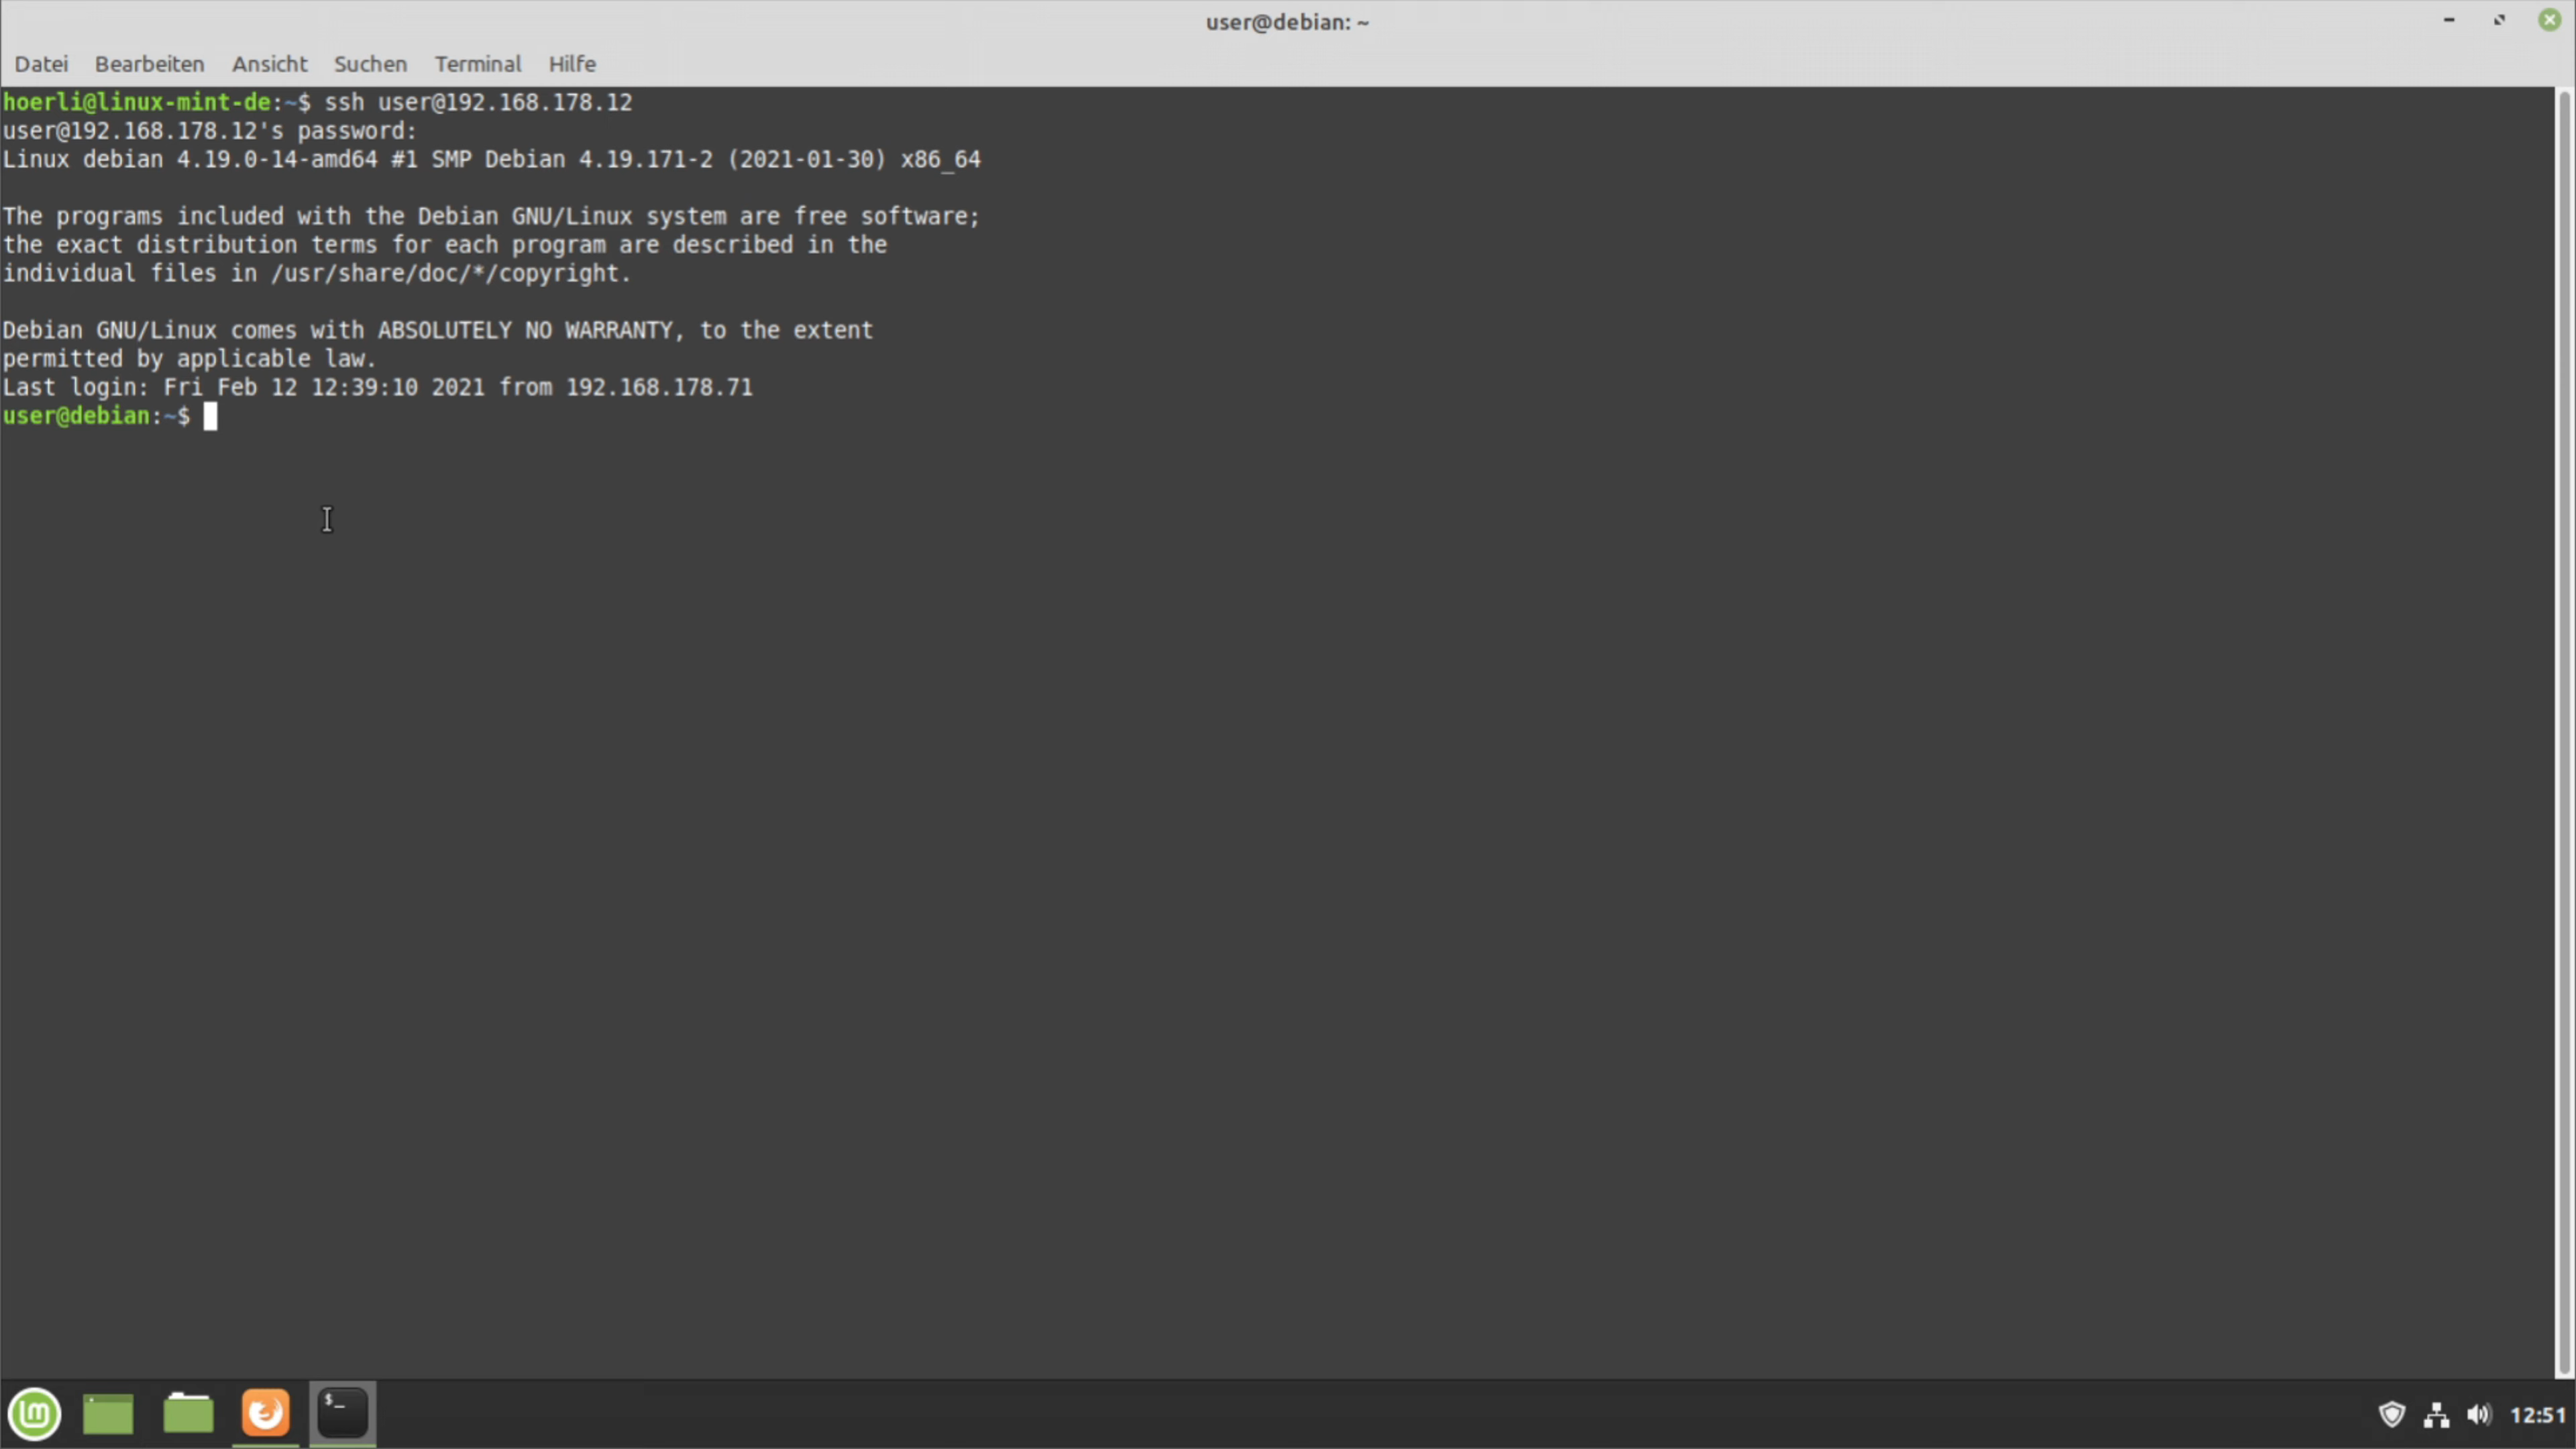 user@debian: ~
Datei Bearbeiten Ansicht Suchen Terminal Hilfe
hoerli@linux-mint-de:~$ ssh user@192.168.178.12
user@192.168.178.12's password:
Linux debian 4.19.0-14-amd64 #1 SMP Debian 4.19.171-2 (2021-01-30) x86_64
The programs included with the Debian GNU/Linux system are free software;
the exact distribution terms for each program are described in the
individual files in /usr/share/doc/*/copyright.
Debian GNU/Linux comes with ABSOLUTELY NO WARRANTY, to the extent
permitted by applicable law.
Last login: Fri Feb 12 12:39:10 2021 from 192.168.178.71
user@debian:~$
$_
12:51